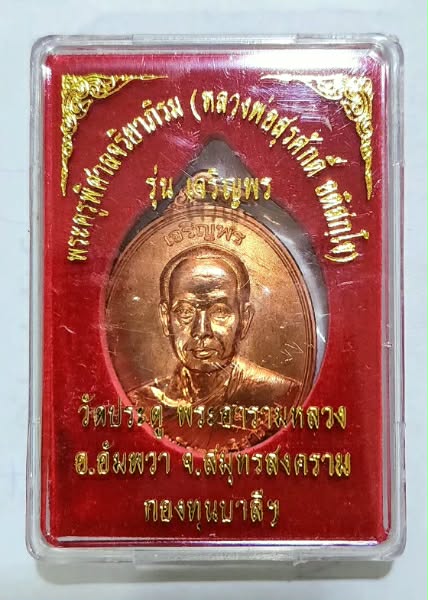 พระครูพิศาลจริยาภิรม (หลวงพ่อสุรศักดิ์ อติสกฺโข)
รุ่น เจริญพร
เจริญพร
วัดประดู่ พระอารามหลวง
อ.อัมพวา จ.สมุทรสงคราม
กองทุนบาลีฯ